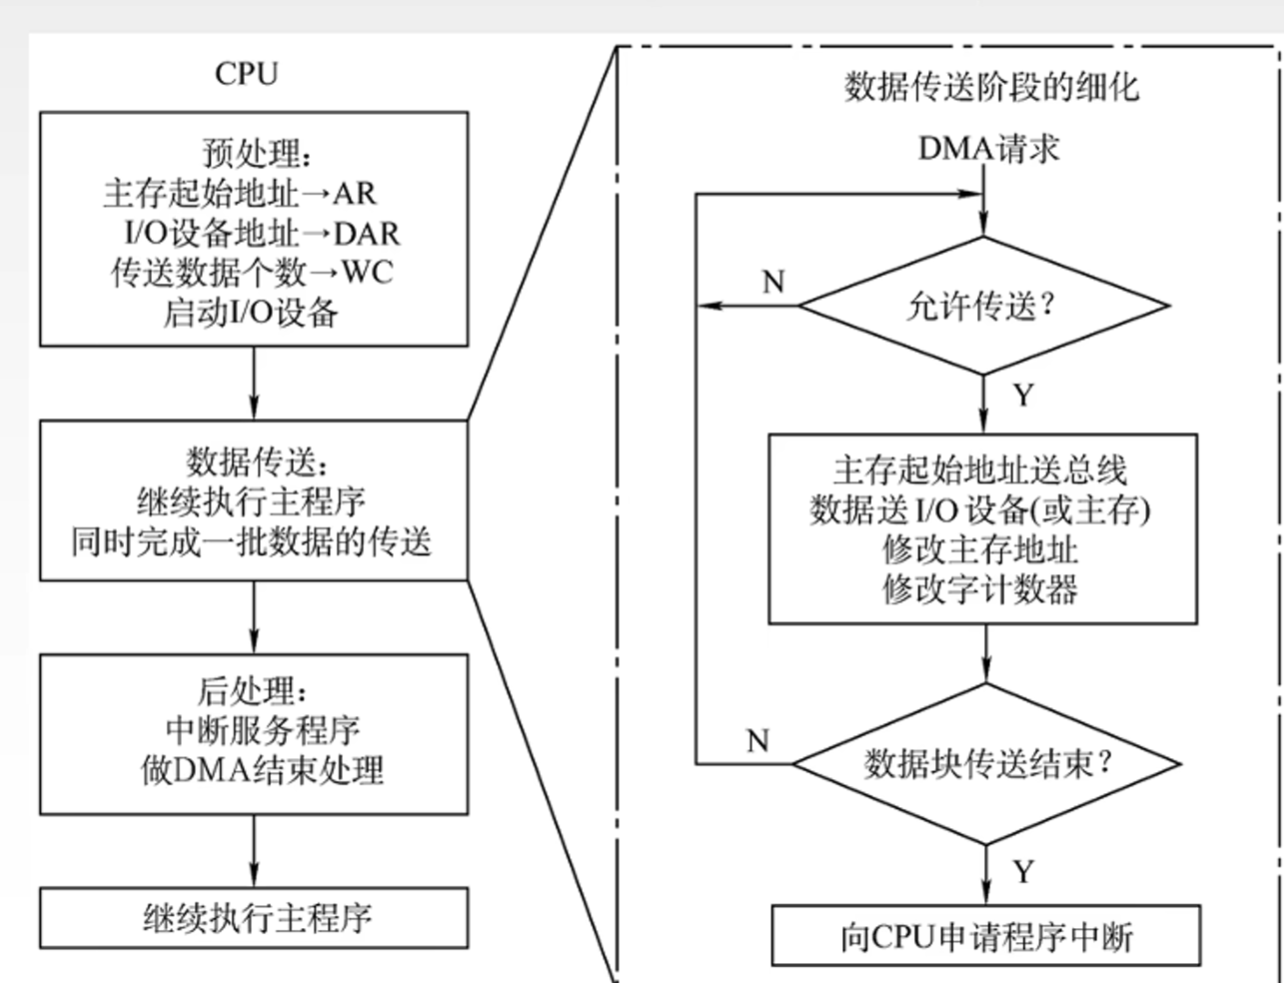 CPU
预处理：
主存起始地址→AR
I/O设备地址→DAR
传送数据个数→WC
启动I/O设备
数据传送：
继续执行主程序
同时完成一批数据的传送
后处理：
中断服务程序
做DMA结束处理
继续执行主程序
数据传送阶段的细化
DMA请求
允许传送？
N
Y
主存起始地址送总线
数据送 I/O 设备(或主存)
修改主存地址
修改字计数器
数据块传送结束？
N
Y
向CPU申请程序中断